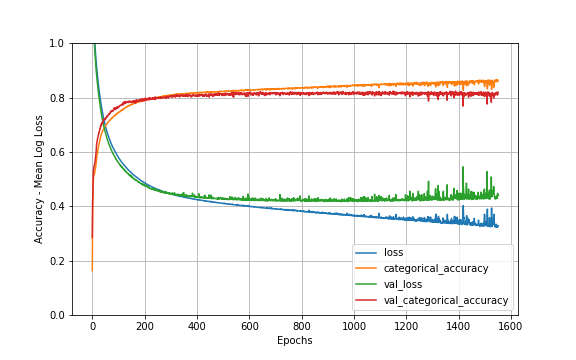 1.0
0.8
0.6
0.4
0.2
0.0
Accuracy - Mean Log Loss
0
200
400
600
800
1000
1200
1400
1600
Epochs
loss
categorical_accuracy
val_loss
val_categorical_accuracy